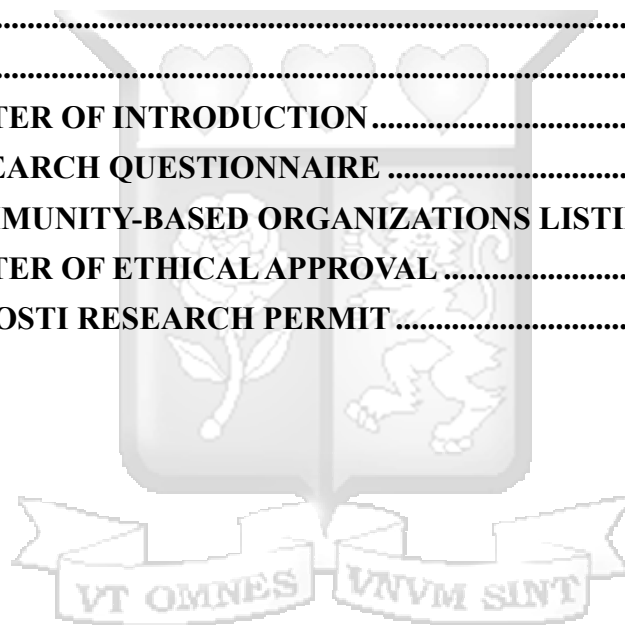 TER OF INTRODUCTION
EARCH QUESTIONNAIRE
MMUNITY-BASED ORGANIZATIONS LISTI
TER OF ETHICAL APPROVAL
OSTI RESEARCH PERMIT
VT OMNES VNVM SINT